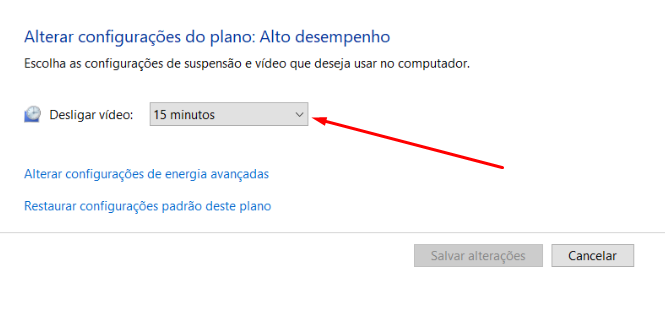 Alterar configurações do plano: Alto desempenho
Escolha as configurações de suspensão e vídeo que deseja usar no computador.
Desligar vídeo: 15 minutos
Alterar configurações de energia avançadas
Restaurar configurações padrão deste plano
Salvar alterações Cancelar